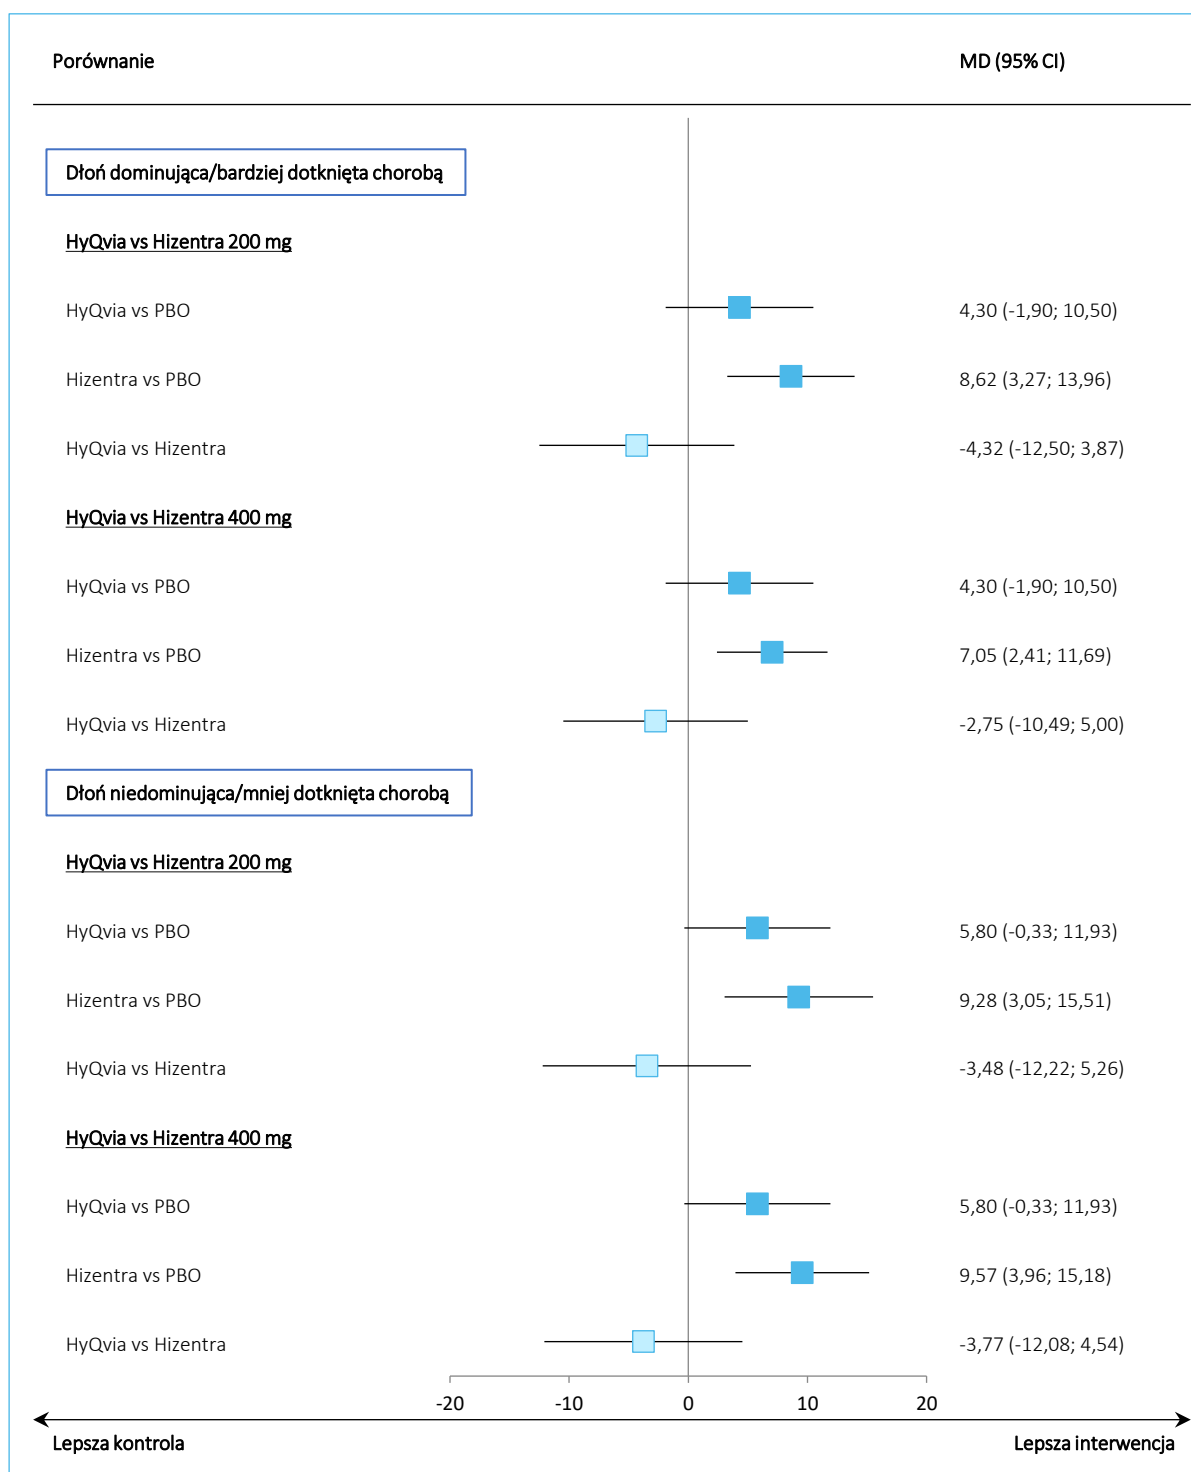 Porównanie MD (95% CI)
Dłoń dominująca/bardziej dotknięta chorobą
HyQvia vs Hizentra 200 mg
HyQvia vs PBO 4,30 (-1,90; 10,50)
Hizentra vs PBO 8,62 (3,27; 13,96)
HyQvia vs Hizentra -4,32 (-12,50; 3,87)
HyQvia vs Hizentra 400 mg
HyQvia vs PBO 4,30 (-1,90; 10,50)
Hizentra vs PBO 7,05 (2,41; 11,69)
HyQvia vs Hizentra -2,75 (-10,49; 5,00)
Dłoń niedominująca/mniej dotknięta chorobą
HyQvia vs Hizentra 200 mg
HyQvia vs PBO 5,80 (-0,33; 11,93)
Hizentra vs PBO 9,28 (3,05; 15,51)
HyQvia vs Hizentra -3,48 (-12,22; 5,26)
HyQvia vs Hizentra 400 mg
HyQvia vs PBO 5,80 (-0,33; 11,93)
Hizentra vs PBO 9,57 (3,96; 15,18)
HyQvia vs Hizentra -3,77 (-12,08; 4,54)
-20 -10 0 10 20
Lepsza kontrola Lepsza interwencja